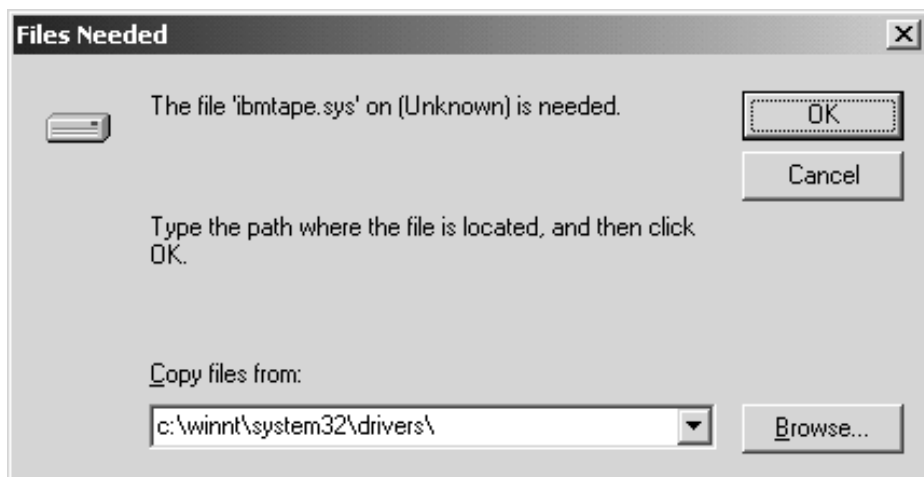 Files Needed
The file 'ibmtape.sys' on (Unknown) is needed.
OK
Cancel
Type the path where the file is located, and then click
OK.
Copy files from:
c:\winnt\system32\drivers\
Browse...